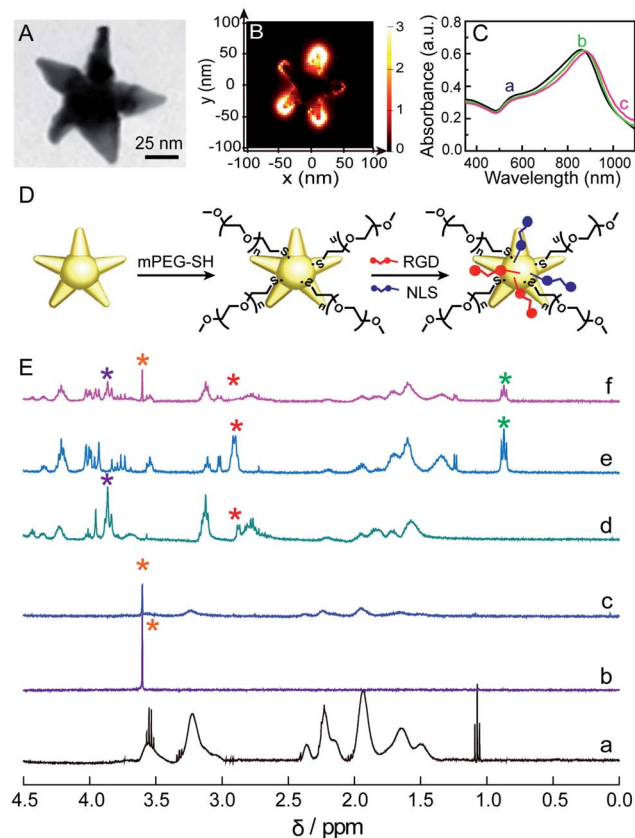 A
25 nm
B
y (nm)
100
50
0
-50
-100
-100 -50 0 50 100
x (nm)
3
2
1
0
C
Absorbance (a.u.)
0.8
0.6
0.4
0.2
0.0
a
b
c
400 600 800 1000
Wavelength (nm)
D
mPEG-SH
RGD
NLS
O O n S S n O O
O O n S S n O O
O O n S S n O O
O O n S S n O O
E
* * * * f
* * e
* * d
* c
* b
a
4.5 4.0 3.5 3.0 2.5 2.0 1.5 1.0 0.5 0.0
δ / ppm